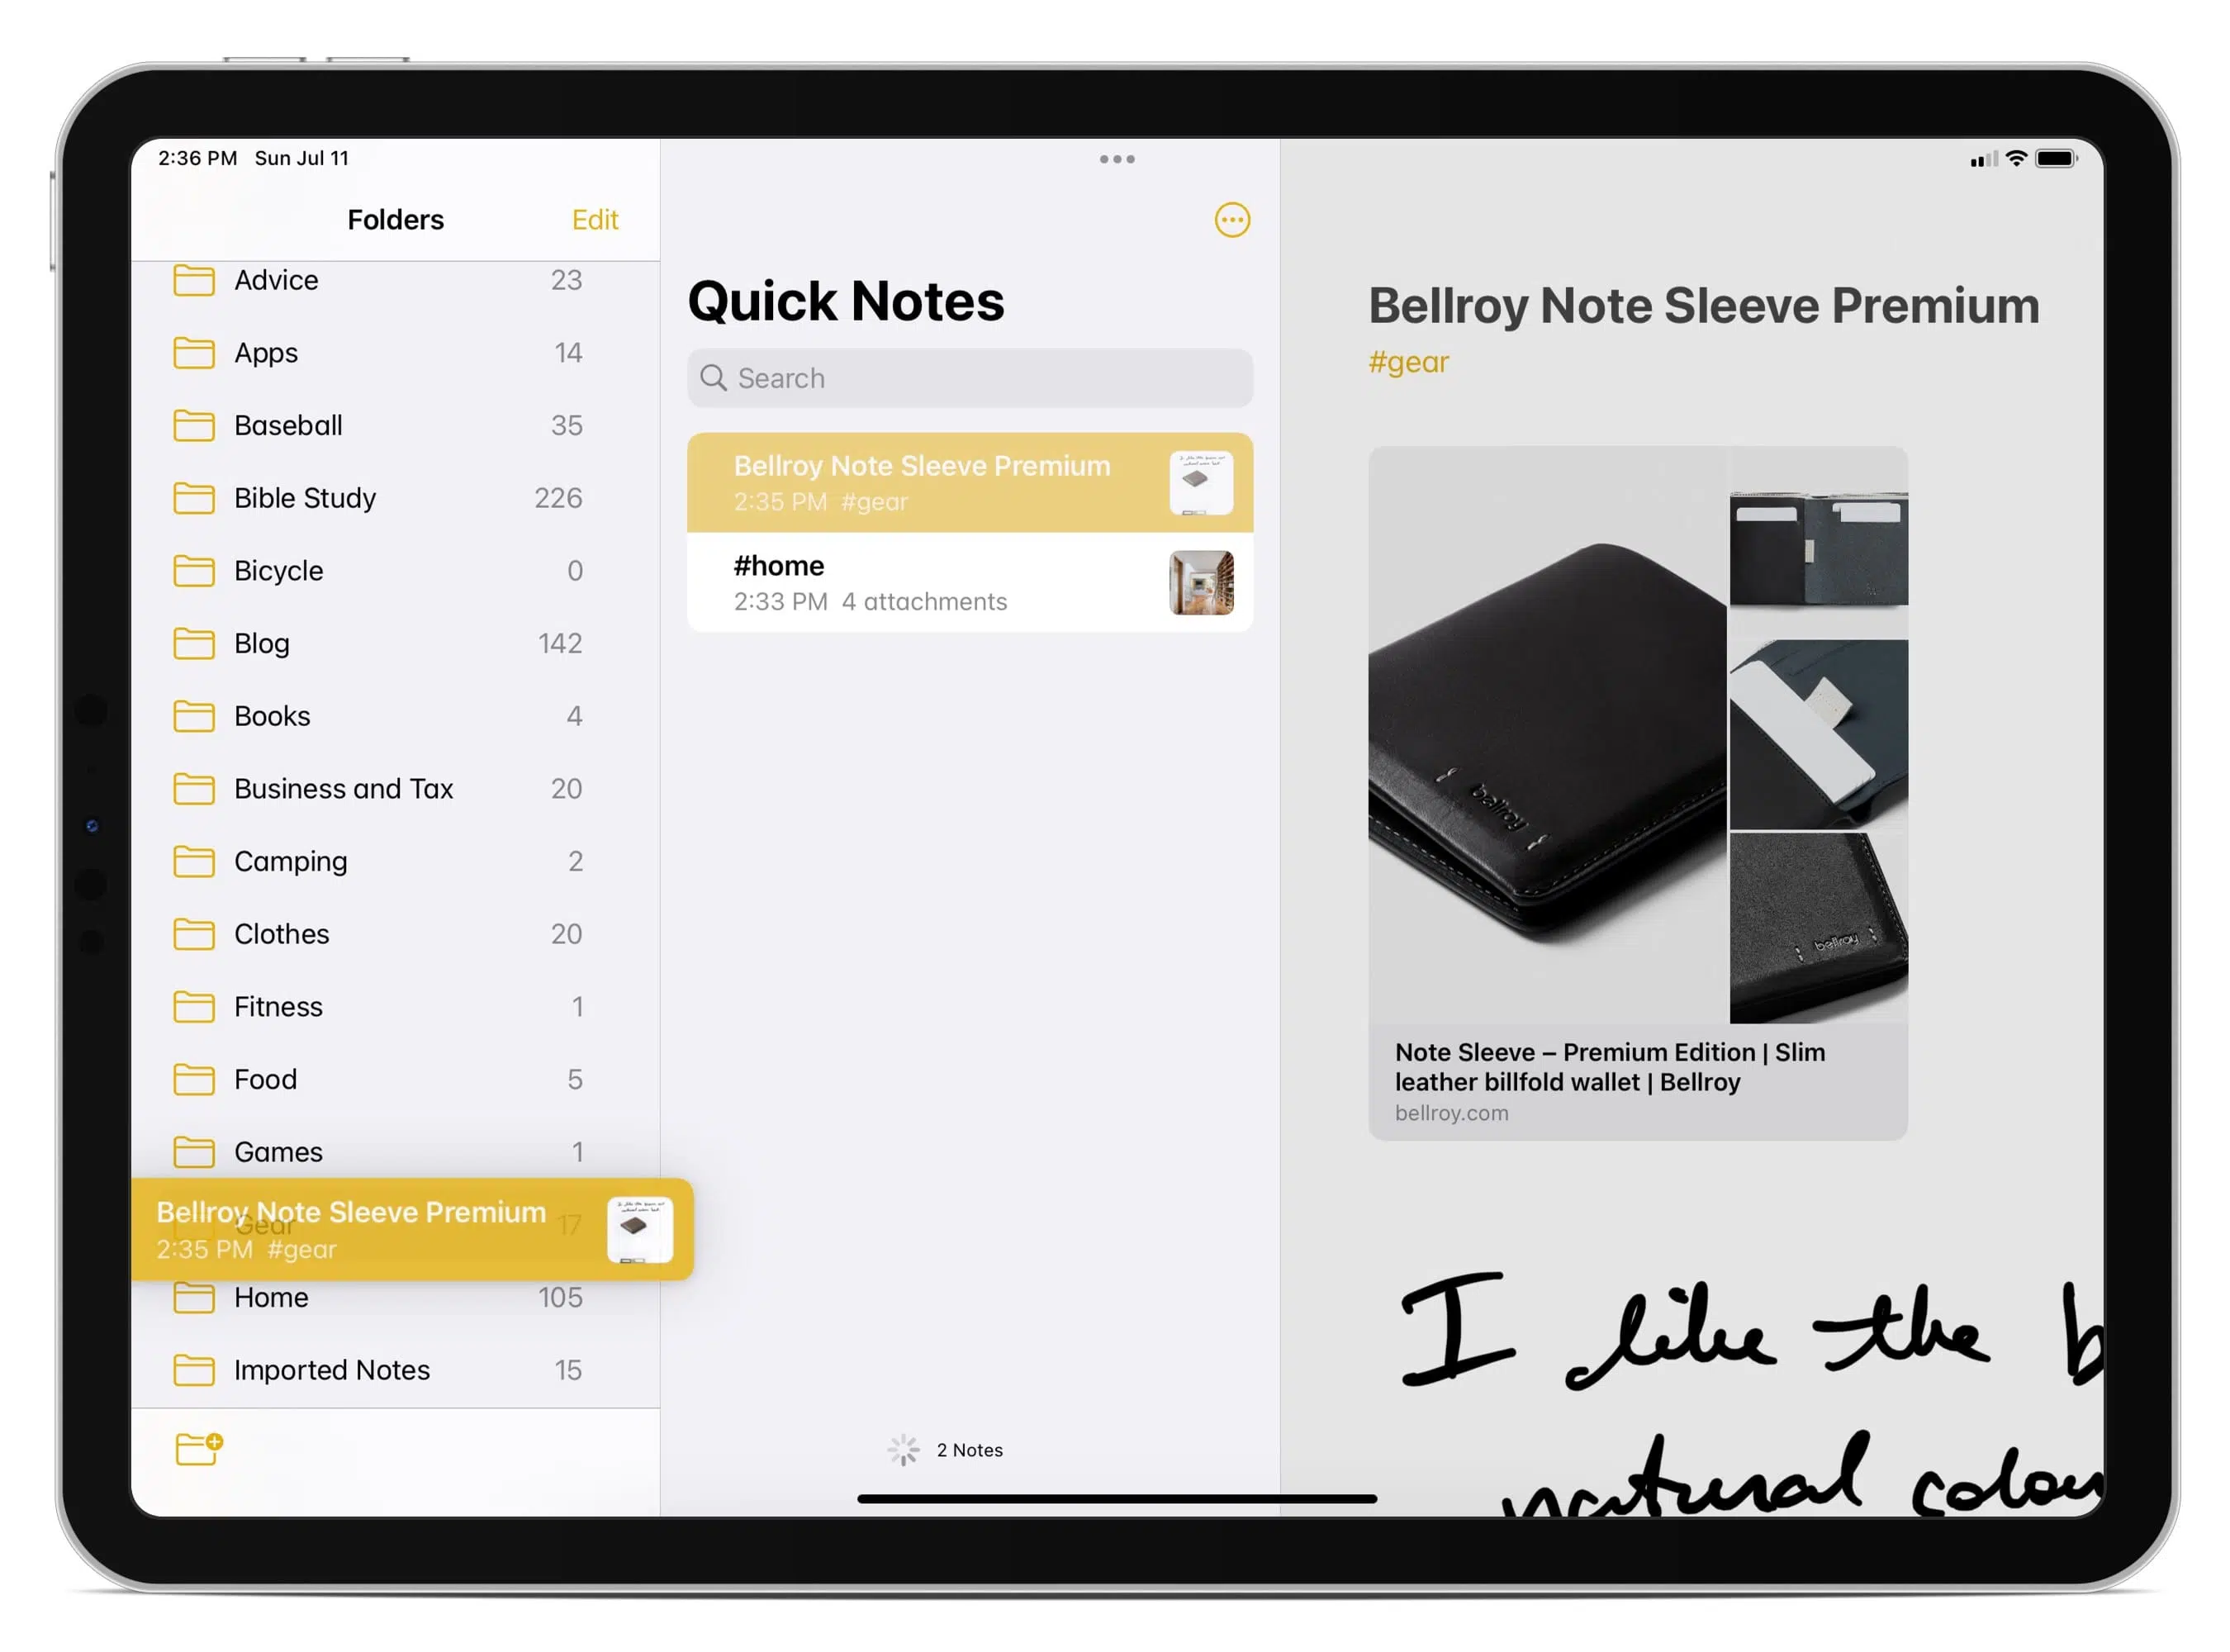 2:36 PM Sun Jul 11
Folders
Edit
Advice 23
Apps 14
Baseball 35
Bible Study 226
Bicycle 0
Blog 142
Books 4
Business and Tax 20
Camping 2
Clothes 20
Fitness 1
Food 5
Games 1
Bellroy Note Sleeve Premium
Gear 17
2:35 PM #gear
Home 105
Imported Notes 15
Quick Notes
Search
Bellroy Note Sleeve Premium
2:35 PM #gear
#home
2:33 PM 4 attachments
2 Notes
Bellroy Note Sleeve Premium
#gear
bellroy
bellroy
Note Sleeve – Premium Edition | Slim
leather billfold wallet | Bellroy
bellroy.com
I like the
natural